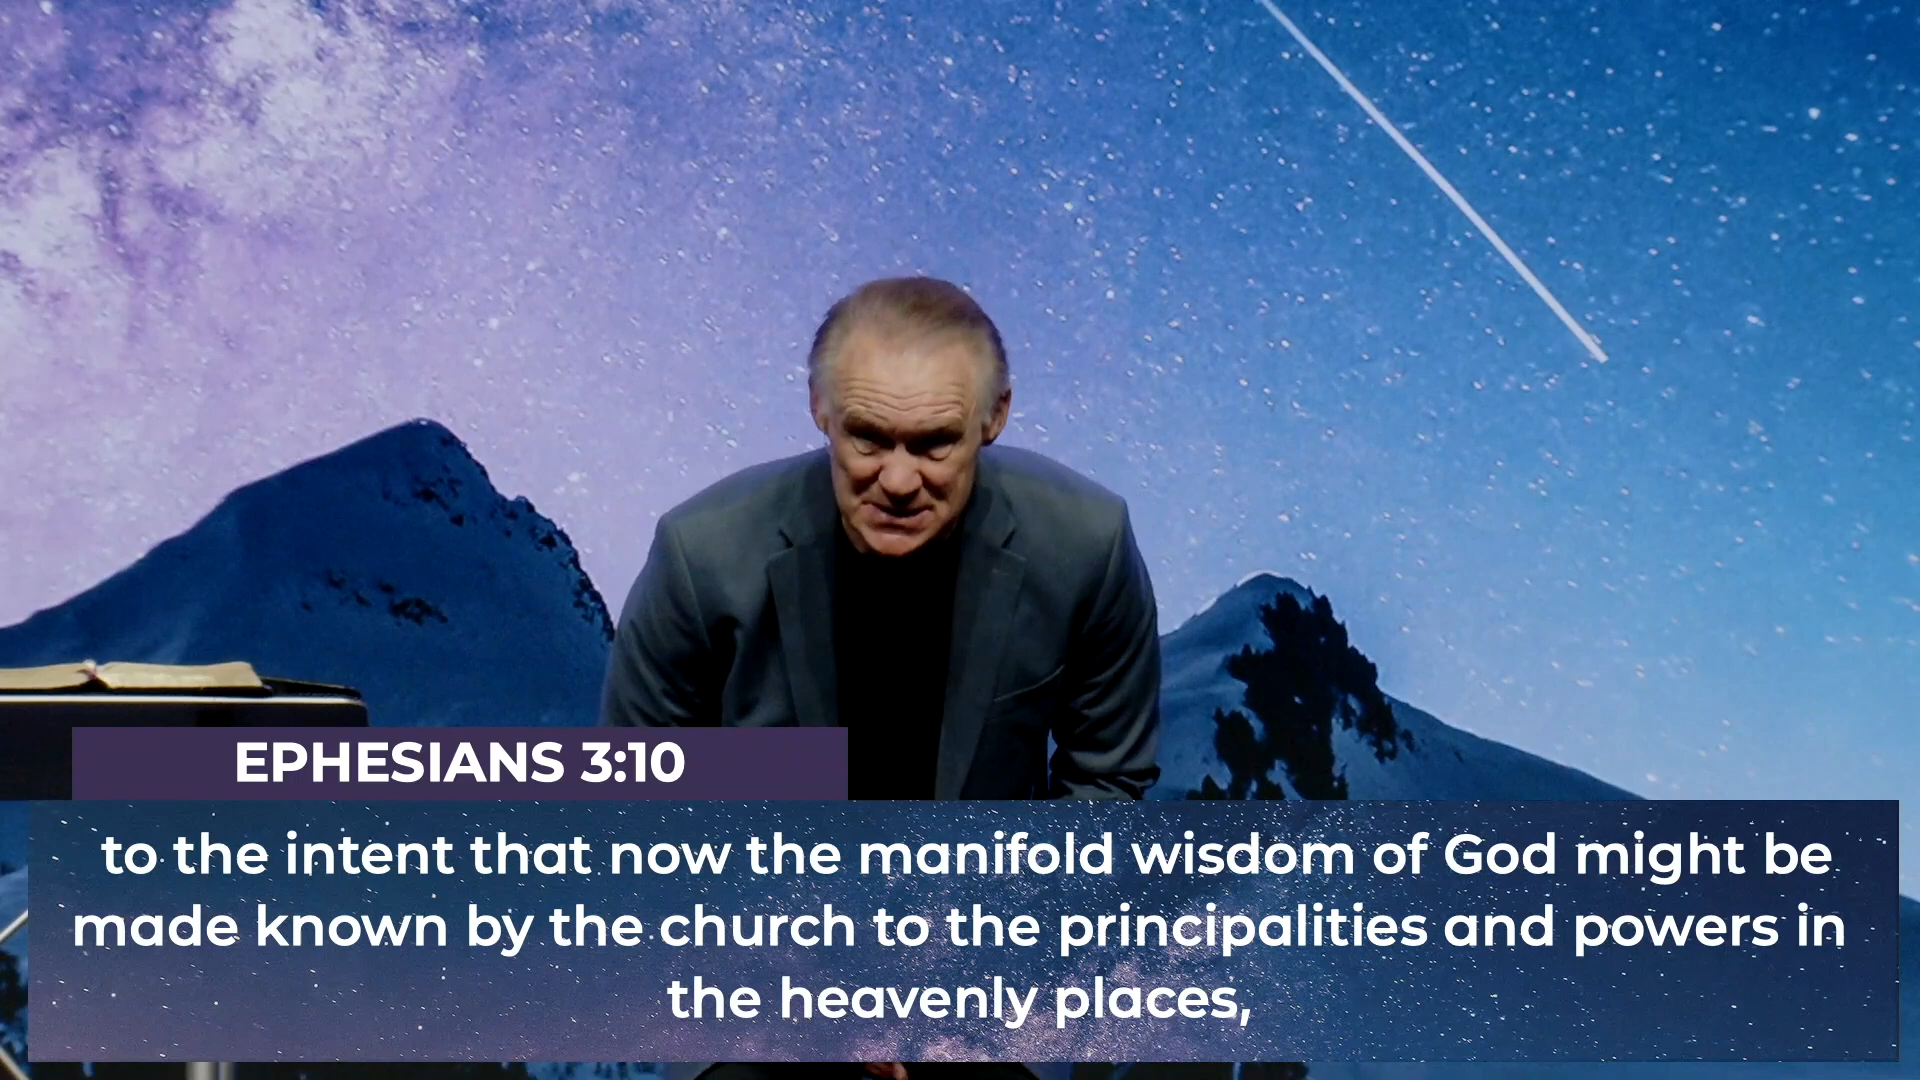 EPHESIANS 3:10
to the intent that now the manifold wisdom of God might be
made known by the church to the principalities and powers in
the heavenly places,